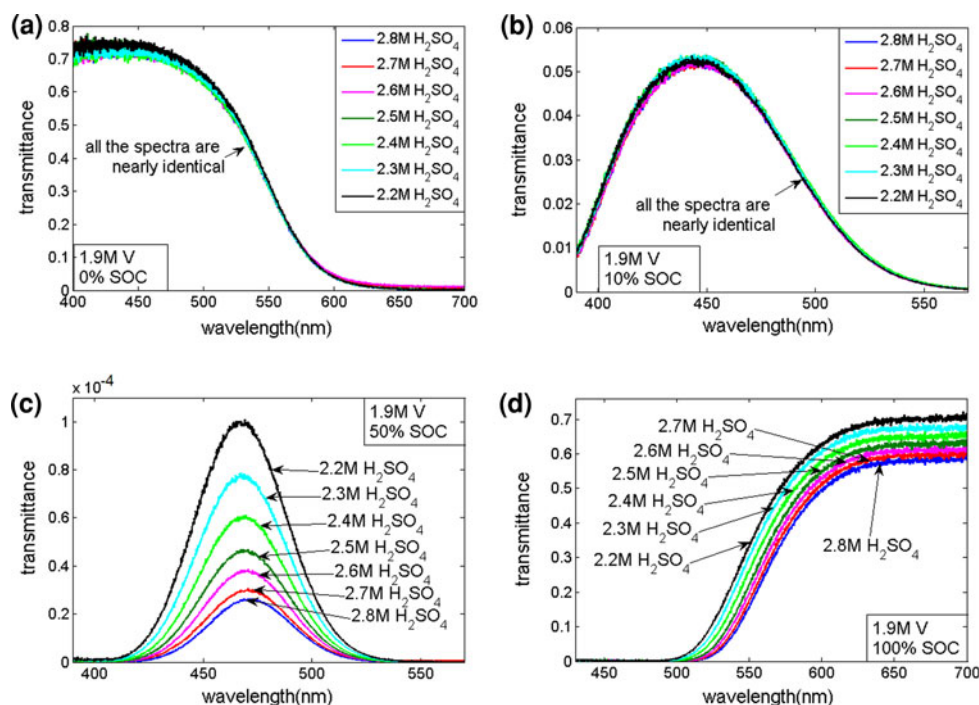 (a)
transmittance
0.8
0.7
0.6
0.5
0.4
0.3
0.2
0.1
0
400 450 500 550 600 650 700
wavelength(nm)
all the spectra are
nearly identical
1.9M V
0% SOC
2.8M H₂SO₄
2.7M H₂SO₄
2.6M H₂SO₄
2.5M H₂SO₄
2.4M H₂SO₄
2.3M H₂SO₄
2.2M H₂SO₄
(b)
transmittance
0.06
0.05
0.04
0.03
0.02
0.01
0
400 450 500 550
wavelength(nm)
all the spectra are
nearly identical
1.9M V
10% SOC
2.8M H₂SO₄
2.7M H₂SO₄
2.6M H₂SO₄
2.5M H₂SO₄
2.4M H₂SO₄
2.3M H₂SO₄
2.2M H₂SO₄
(c)
x 10⁻⁴
transmittance
1
0.8
0.6
0.4
0.2
0
400 450 500 550
wavelength(nm)
1.9M V
50% SOC
2.2M H₂SO₄
2.3M H₂SO₄
2.4M H₂SO₄
2.5M H₂SO₄
2.6M H₂SO₄
2.7M H₂SO₄
2.8M H₂SO₄
(d)
transmittance
0.7
0.6
0.5
0.4
0.3
0.2
0.1
0
450 500 550 600 650 700
wavelength(nm)
2.7M H₂SO₄
2.6M H₂SO₄
2.5M H₂SO₄
2.4M H₂SO₄
2.3M H₂SO₄
2.2M H₂SO₄
2.8M H₂SO₄
1.9M V
100% SOC